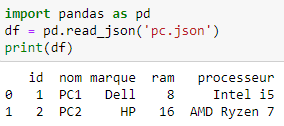 import pandas as pd
df = pd.read_json('pc.json')
print(df)
id nom marque ram processeur
0 1 PC1 Dell 8 Intel i5
1 2 PC2 HP 16 AMD Ryzen 7